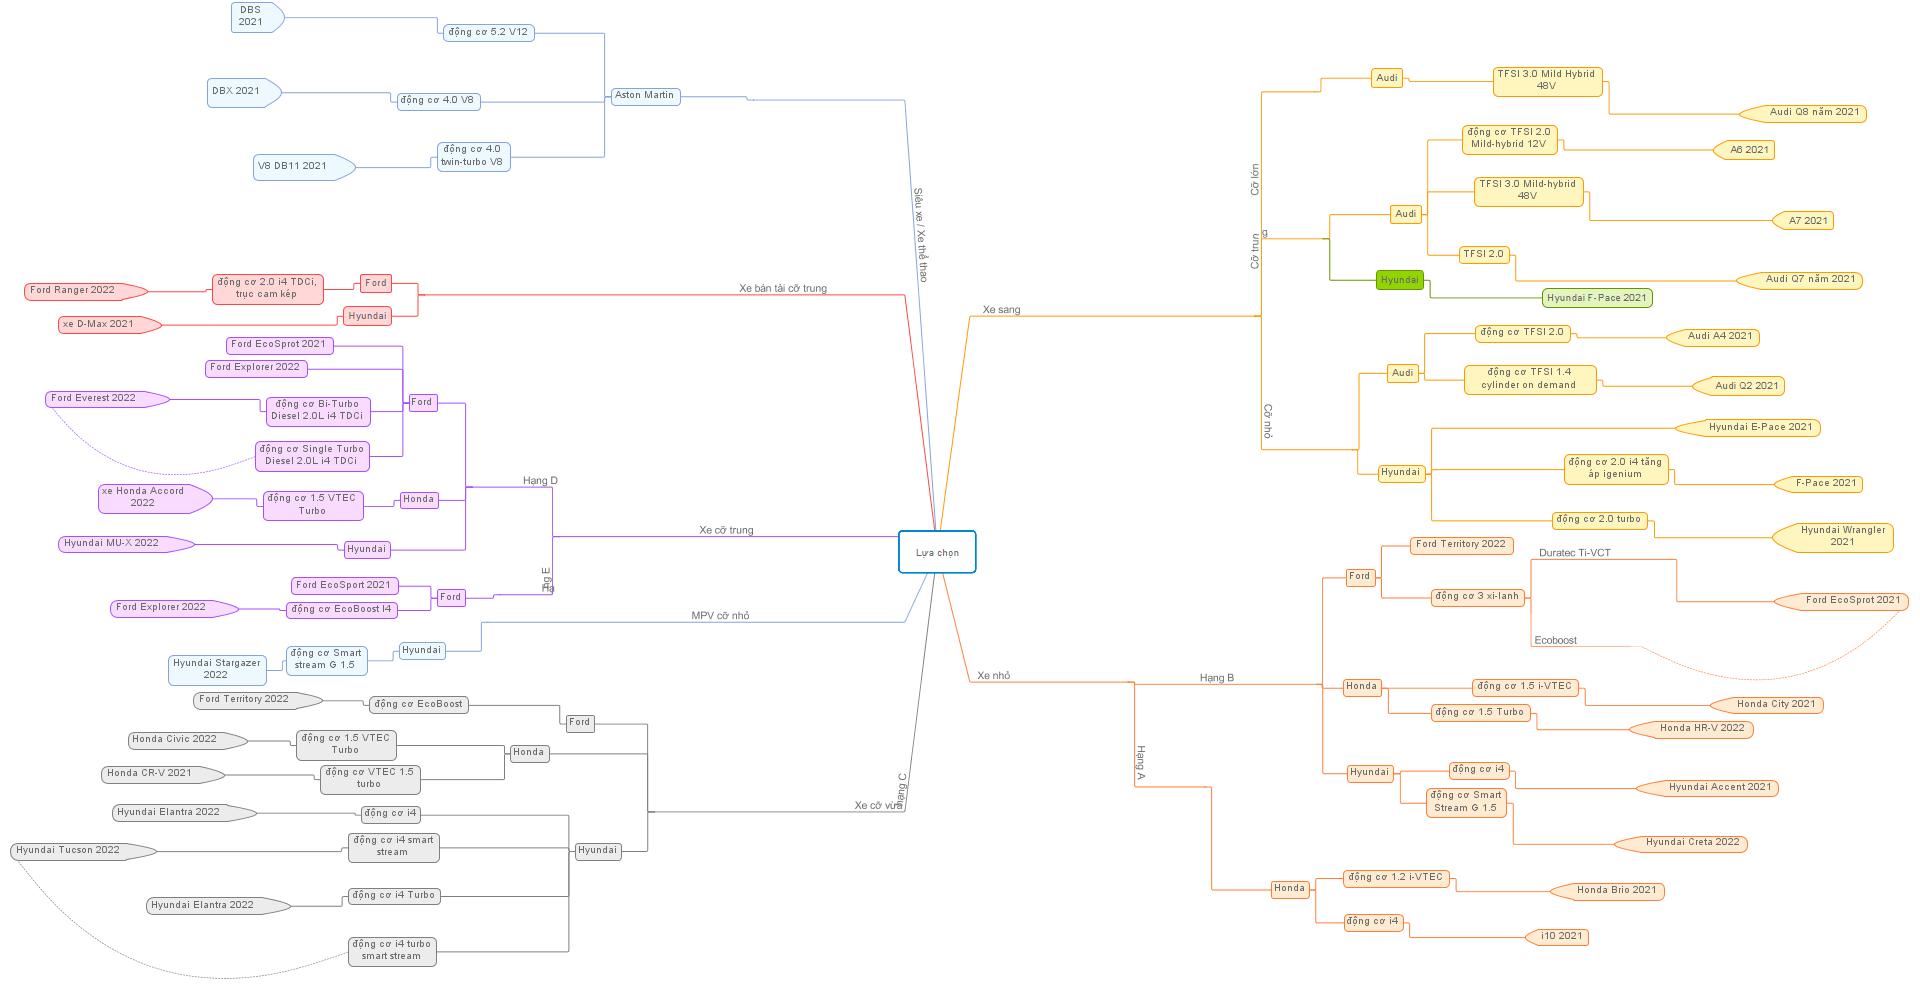 DBS
2021
động cơ 5.2 V12
DBX 2021
động cơ 4.0 V8
Aston Martin
động cơ 4.0
twin-turbo V8
V8 DB11 2021
Siêu xe / Xe thể thao
Xe bán tải cỡ trung
Ford
động cơ 2.0 i4 TDCi,
trục cam kép
Ford Ranger 2022
Hyundai
xe D-Max 2021
Ford EcoSprot 2021
Ford Explorer 2022
Ford Everest 2022
động cơ Bi-Turbo
Diesel 2.0L i4 TDCi
Ford
động cơ Single Turbo
Diesel 2.0L i4 TDCi
Hạng D
xe Honda Accord
2022
động cơ 1.5 VTEC
Turbo
Honda
Xe cỡ trung
Hyundai MU-X 2022
Hyundai
Hạ
ng E
Ford EcoSport 2021
Ford
Ford Explorer 2022
động cơ EcoBoost I4
MPV cỡ nhỏ
Hyundai
động cơ Smart
stream G 1.5
Hyundai Stargazer
2022
Ford Territory 2022
động cơ EcoBoost
Ford
Honda Civic 2022
động cơ 1.5 VTEC
Turbo
Honda
Honda CR-V 2021
động cơ VTEC 1.5
turbo
Xe cỡ vừa
Hạng C
Hyundai Elantra 2022
động cơ i4
Hyundai Tucson 2022
động cơ i4 smart
stream
Hyundai
Hyundai Elantra 2022
động cơ i4 Turbo
động cơ i4 turbo
smart stream
Lựa chọn
Xe sang
Cỡ lớn
Audi
TFSI 3.0 Mild Hybrid
48V
Audi Q8 năm 2021
Cỡ trun
g
Audi
động cơ TFSI 2.0
Mild-hybrid 12V
A6 2021
TFSI 3.0 Mild-hybrid
48V
A7 2021
TFSI 2.0
Audi Q7 năm 2021
Hyundai
Hyundai F-Pace 2021
Cỡ nhỏ
Audi
động cơ TFSI 2.0
Audi A4 2021
động cơ TFSI 1.4
cylinder on demand
Audi Q2 2021
Hyundai
Hyundai E-Pace 2021
động cơ 2.0 i4 tăng
áp igenium
F-Pace 2021
động cơ 2.0 turbo
Hyundai Wrangler
2021
Xe nhỏ
Hạng B
Ford
Ford Territory 2022
động cơ 3 xi-lanh
Duratec Ti-VCT
Ford EcoSprot 2021
Ecoboost
Honda
động cơ 1.5 i-VTEC
Honda City 2021
động cơ 1.5 Turbo
Honda HR-V 2022
Hyundai
động cơ i4
Hyundai Accent 2021
động cơ Smart
Stream G 1.5
Hyundai Creta 2022
Hạng A
Honda
động cơ 1.2 i-VTEC
Honda Brio 2021
động cơ i4
i10 2021